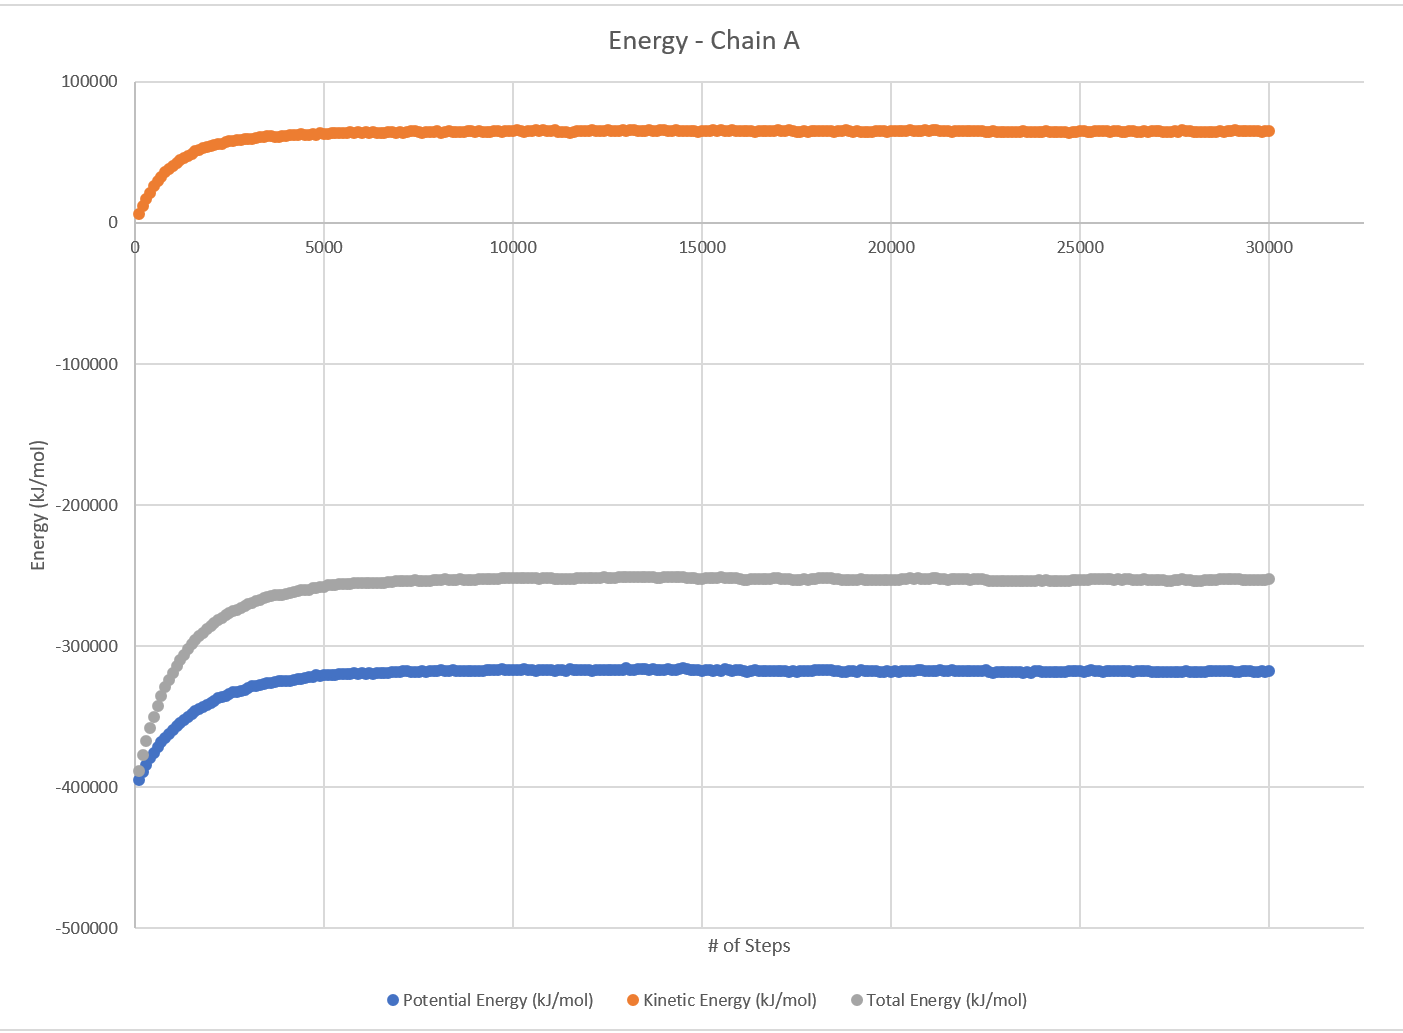 Energy - Chain A
100000
0
0 5000 10000 15000 20000 25000 30000
-100000
-200000
Energy (kJ/mol)
-300000
-400000
-500000
# of Steps
Potential Energy (kJ/mol) Kinetic Energy (kJ/mol) Total Energy (kJ/mol)